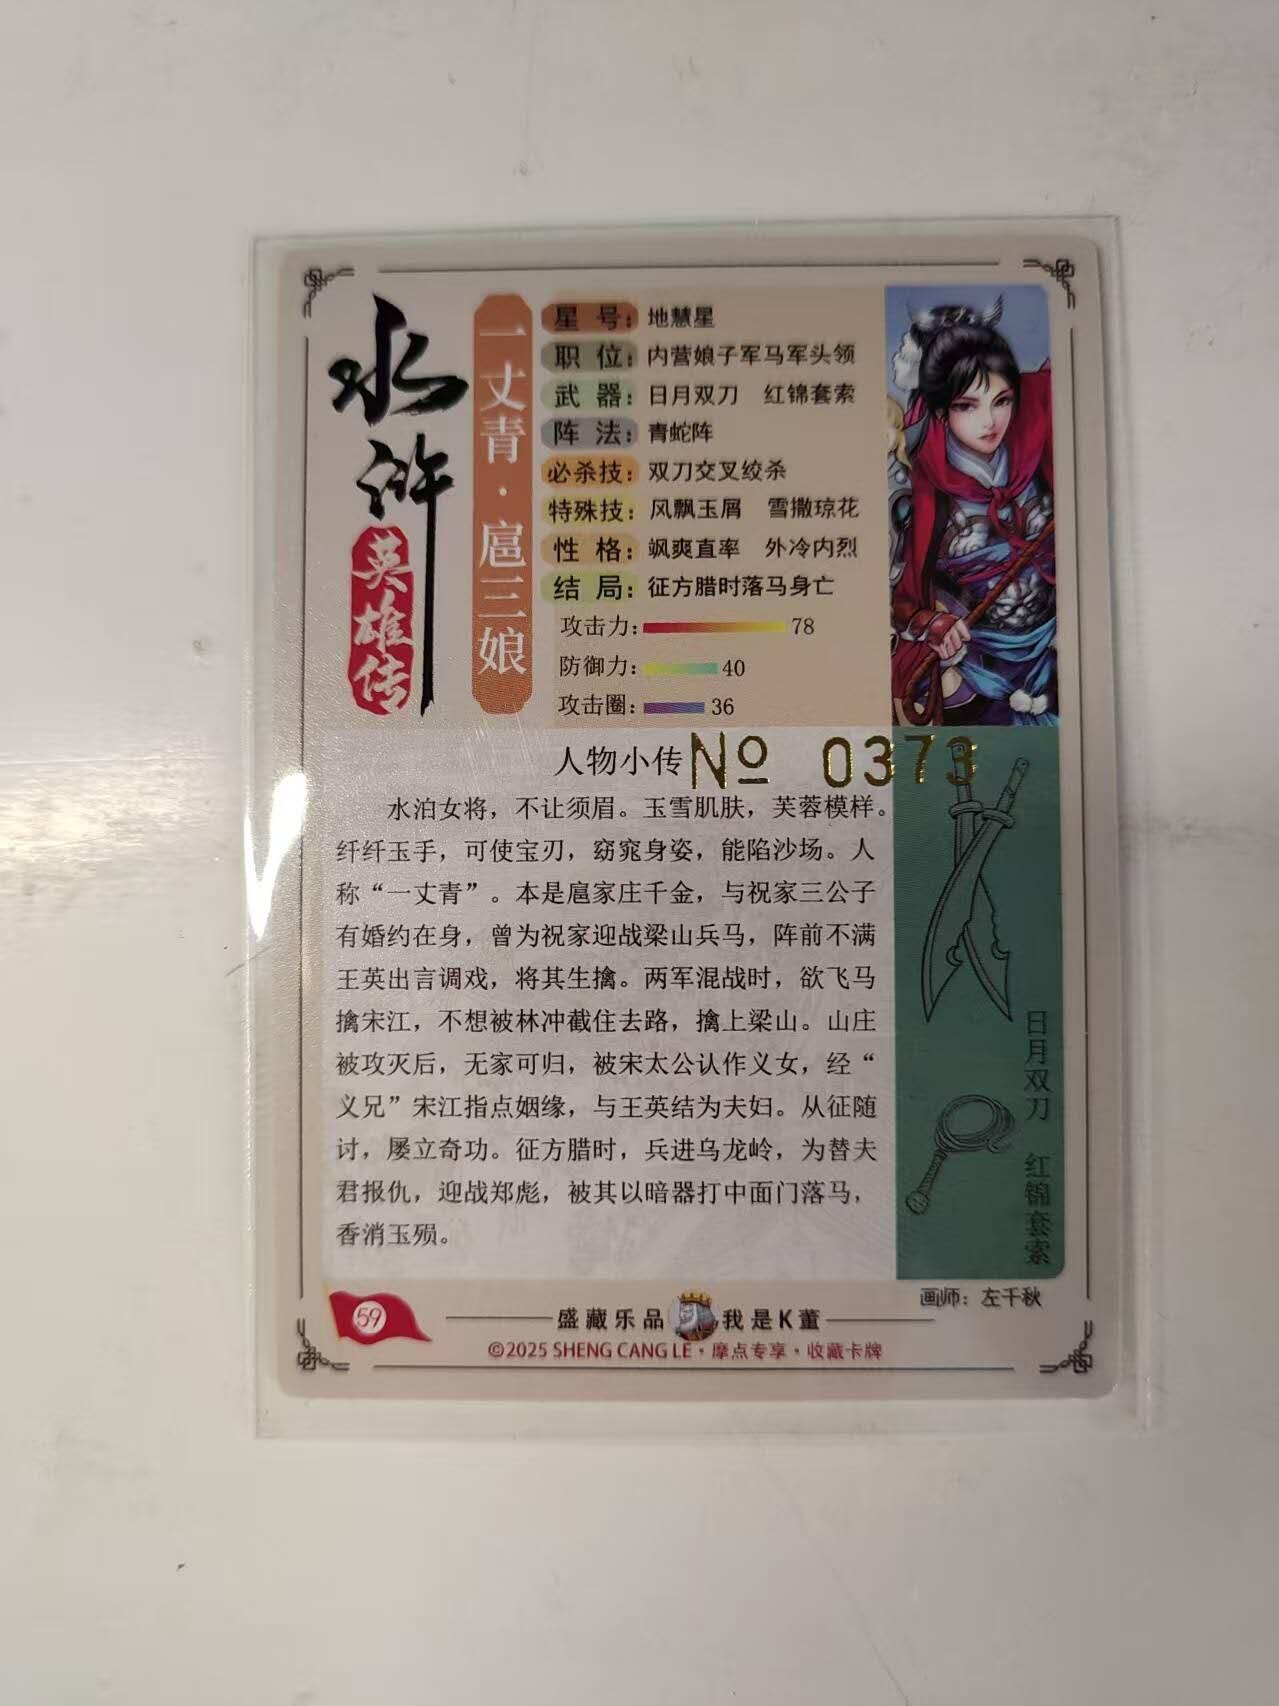 水浒
英雄传
一丈青·扈三娘
星 号：地慧星
职 位：内营娘子军马军头领
武 器：日月双刀 红锦套索
阵 法：青蛇阵
必杀技：双刀交叉绞杀
特殊技：风飘玉屑 雪撒琼花
性 格：飒爽直率 外冷内烈
结 局：征方腊时落马身亡
攻击力：78
防御力：40
攻击圈：36
人物小传
№ 0373
水泊女将，不让须眉。玉雪肌肤，芙蓉模样。
纤纤玉手，可使宝刃，窈窕身姿，能陷沙场。人
称“一丈青”。本是扈家庄千金，与祝家三公子
有婚约在身，曾为祝家迎战梁山兵马，阵前不满
王英出言调戏，将其生擒。两军混战时，欲飞马
擒宋江，不想被林冲截住去路，擒上梁山。山庄
被攻灭后，无家可归，被宋太公认作义女，经“
义兄”宋江指点姻缘，与王英结为夫妇。从征随
讨，屡立奇功。征方腊时，兵进乌龙岭，为替夫
君报仇，迎战郑彪，被其以暗器打中面门落马，
香消玉殒。
日月双刀 红锦套索
画师：左千秋
59
盛藏乐品 我是K董
©2025 SHENG CANG LE·摩点专享·收藏卡牌